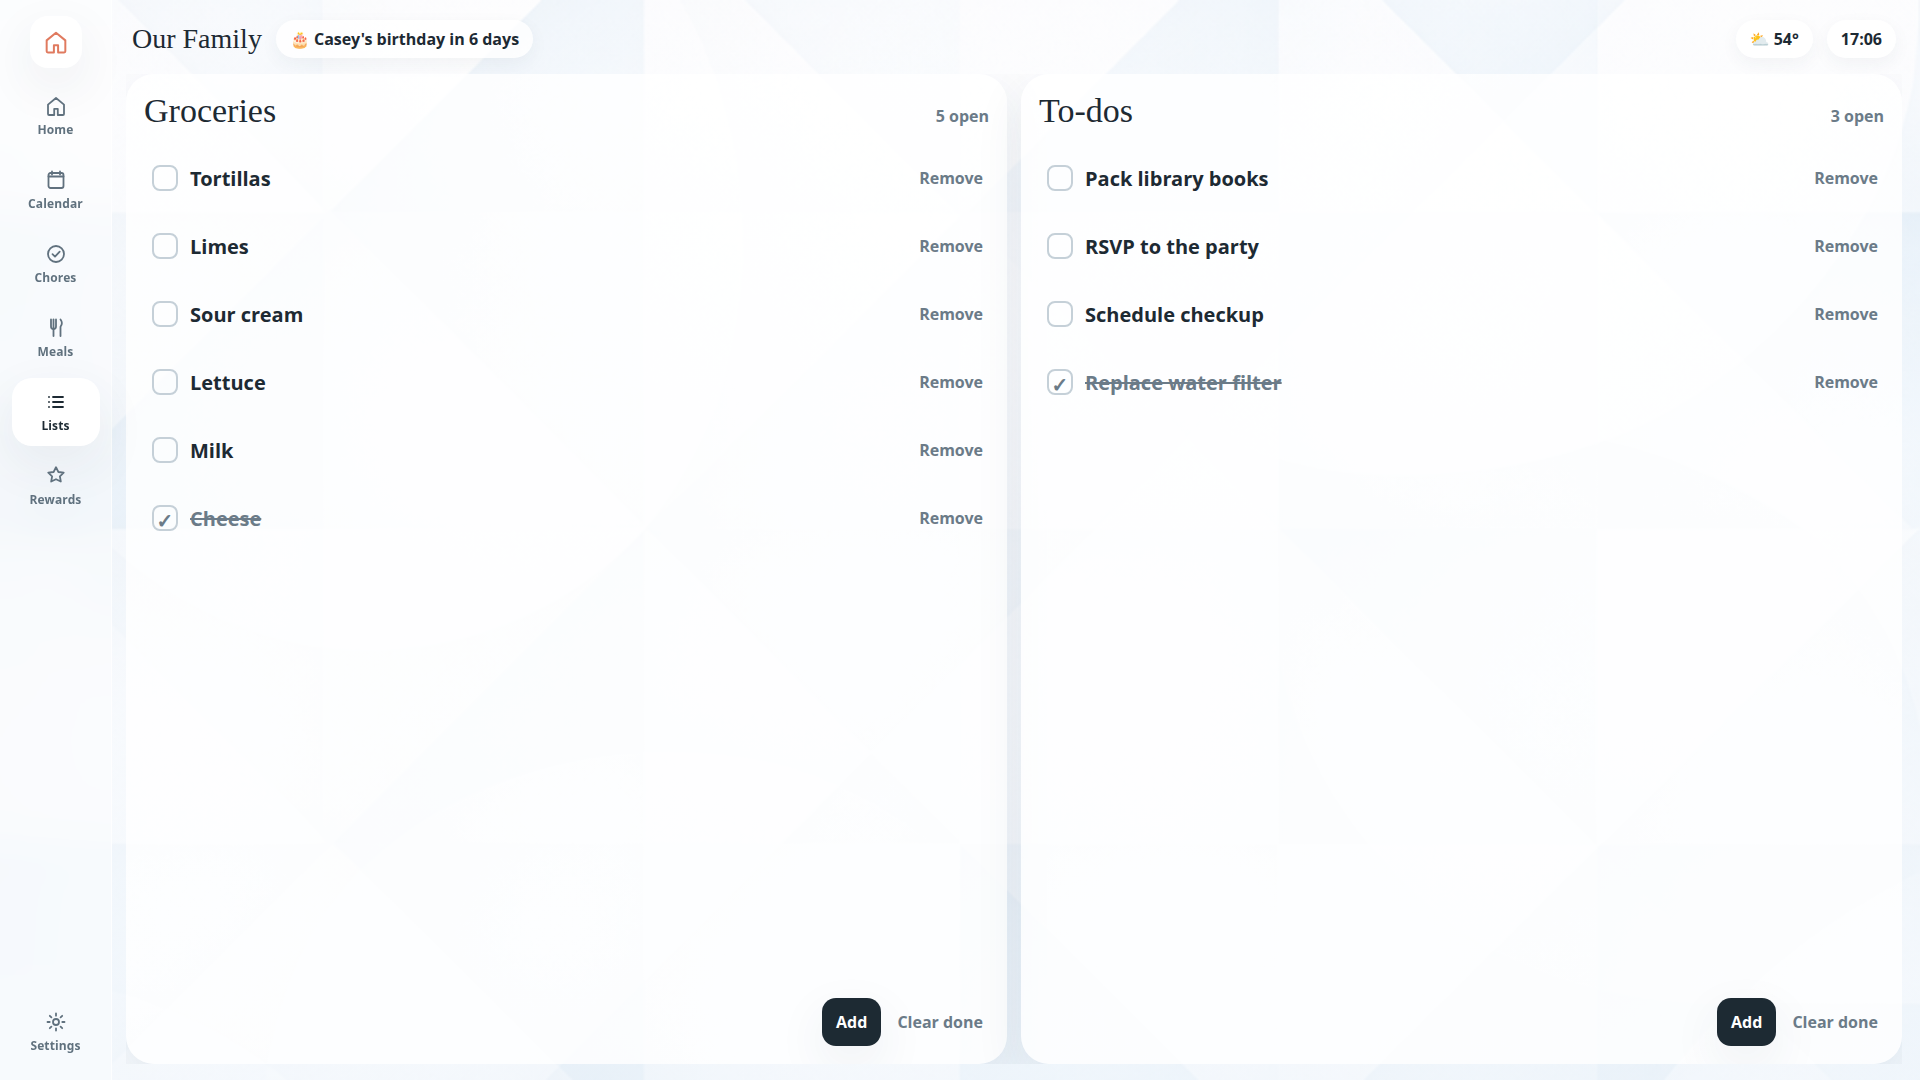 Our Family
🎂 Casey's birthday in 6 days
⛅ 54°
17:06
Home
Calendar
Chores
Meals
Lists
Rewards
Settings
Groceries
5 open
Tortillas
Remove
Limes
Remove
Sour cream
Remove
Lettuce
Remove
Milk
Remove
✓ Cheese
Remove
Add
Clear done
To-dos
3 open
Pack library books
Remove
RSVP to the party
Remove
Schedule checkup
Remove
✓ Replace water filter
Remove
Add
Clear done